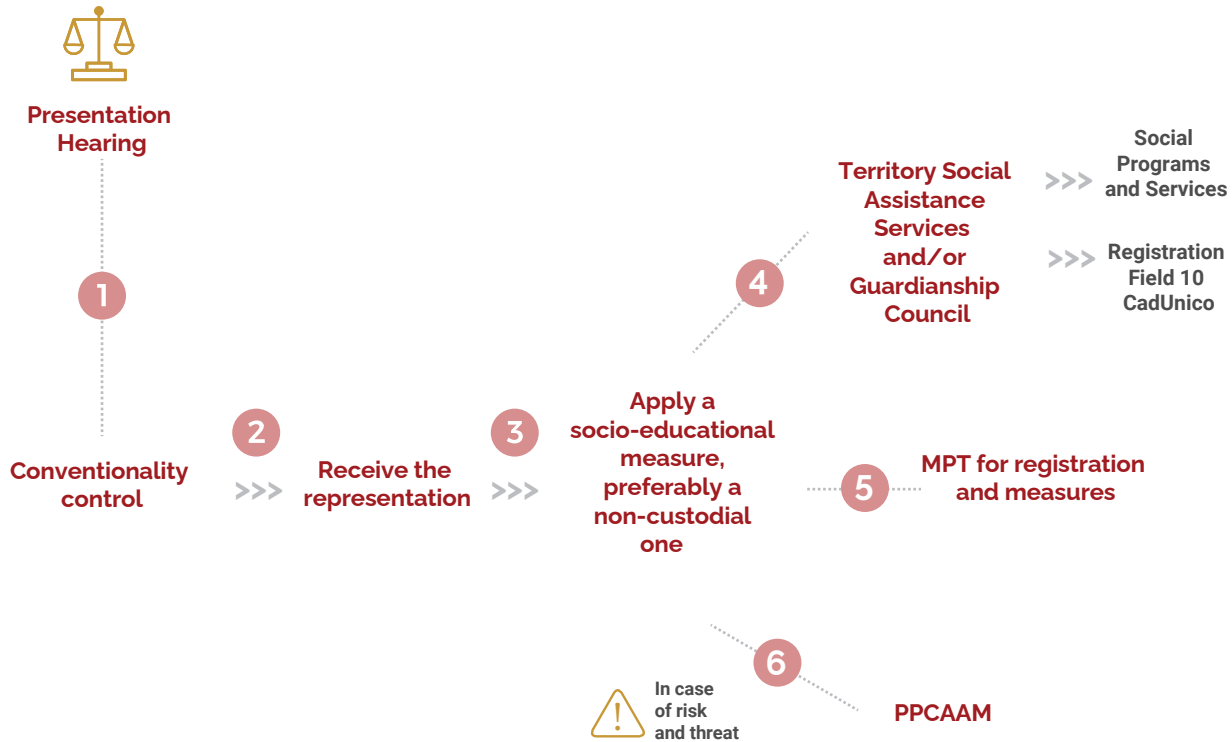 Presentation
Hearing
1
Conventionality
control
2
Receive the
representation
3
Apply a
socio-educational
measure,
preferably a
non-custodial
one
4
Territory Social
Assistance
Services
and/or
Guardianship
Council
Social
Programs
and Services
Registration
Field 10
CadUnico
5
MPT for registration
and measures
6
In case
of risk
and threat
PPCAAM